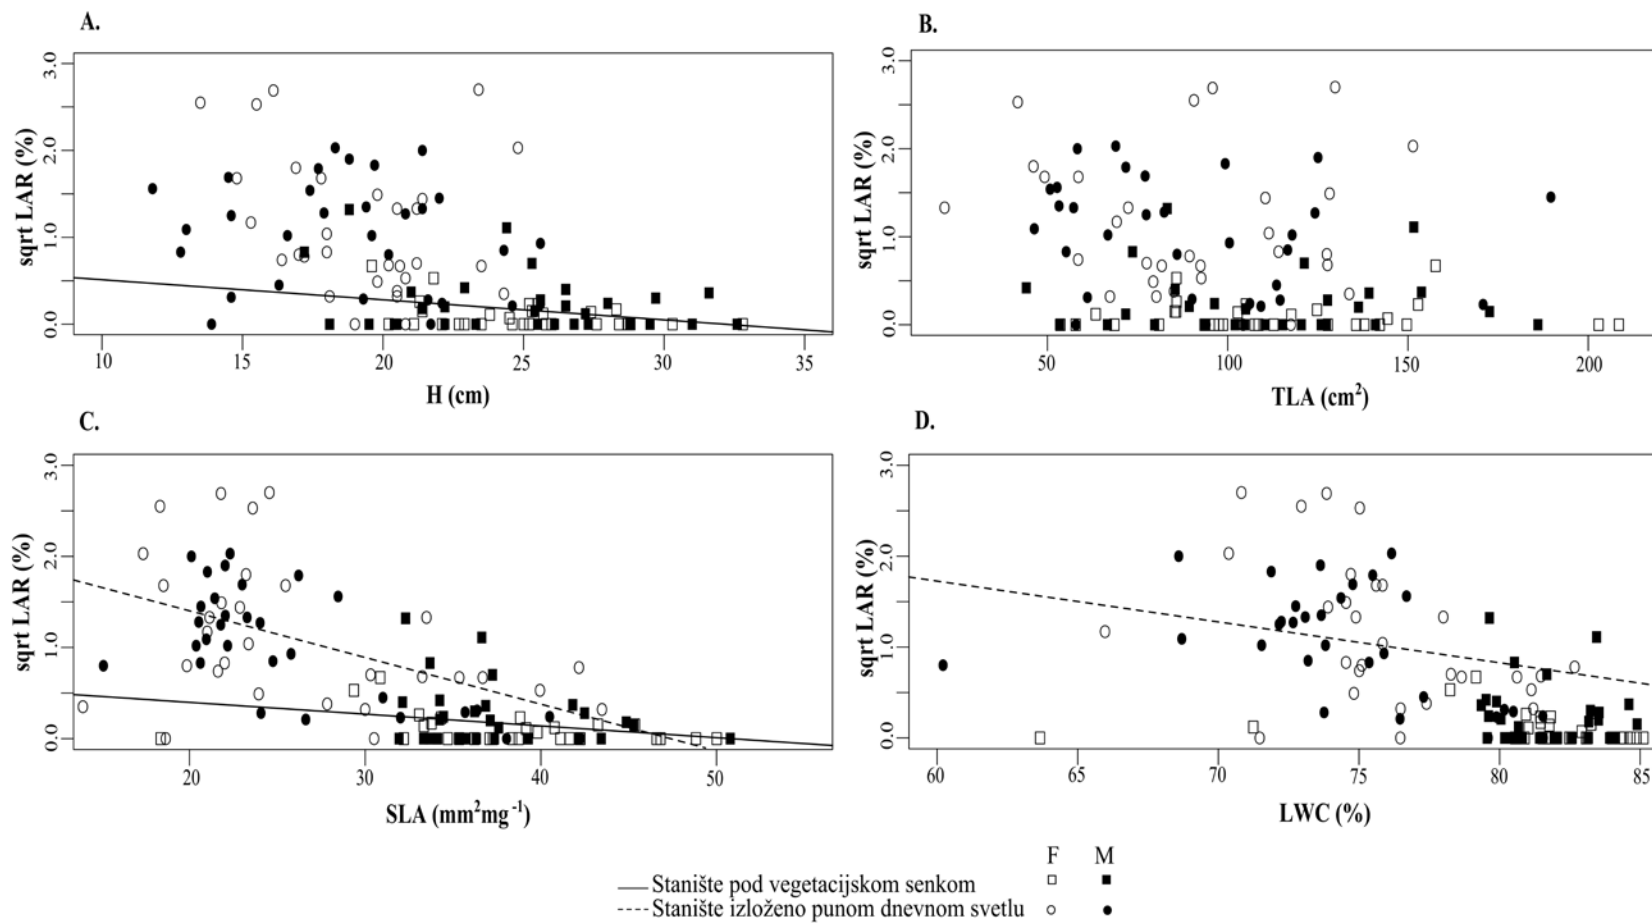 A.
B.
sqrt LAR (%)
0.0 1.0 2.0 3.0
10 15 20 25 30 35
H (cm)
sqrt LAR (%)
0.0 1.0 2.0 3.0
50 100 150 200
TLA (cm²)
C.
D.
sqrt LAR (%)
0.0 1.0 2.0 3.0
20 30 40 50
SLA (mm²mg⁻¹)
sqrt LAR (%)
0.0 1.0 2.0 3.0
60 65 70 75 80 85
LWC (%)
F M
Stanište pod vegetacijskom senkom
Stanište izloženo punom dnevnom svetlu